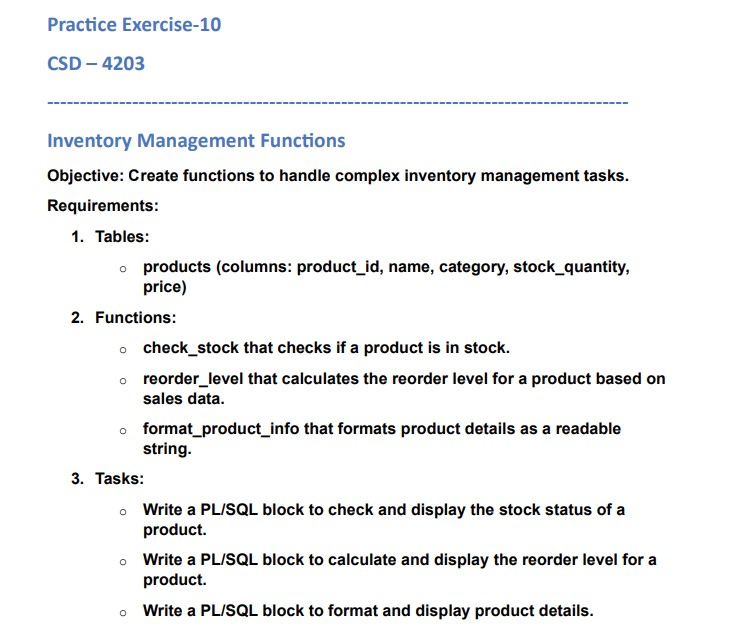 Practice Exercise-10
CSD – 4203
-----------------------------------------------------------------------------------------
Inventory Management Functions
Objective: Create functions to handle complex inventory management tasks.
Requirements:
1. Tables:
o products (columns: product_id, name, category, stock_quantity,
price)
2. Functions:
o check_stock that checks if a product is in stock.
o reorder_level that calculates the reorder level for a product based on
sales data.
o format_product_info that formats product details as a readable
string.
3. Tasks:
o Write a PL/SQL block to check and display the stock status of a
product.
o Write a PL/SQL block to calculate and display the reorder level for a
product.
o Write a PL/SQL block to format and display product details.